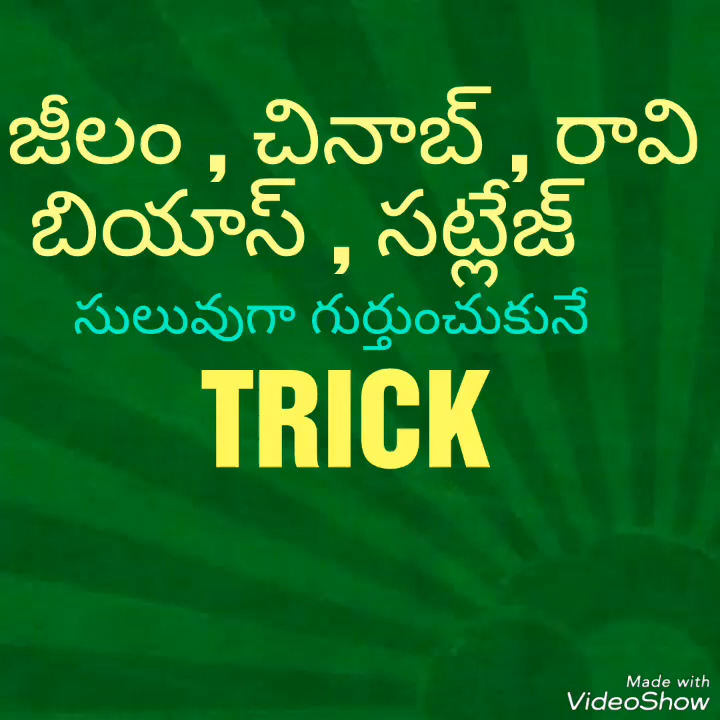 జీలం , చినాబ్ , రావి
బియాస్ , సట్లేజ్
సులువుగా గుర్తుంచుకునే
TRICK
Made with
VideoShow